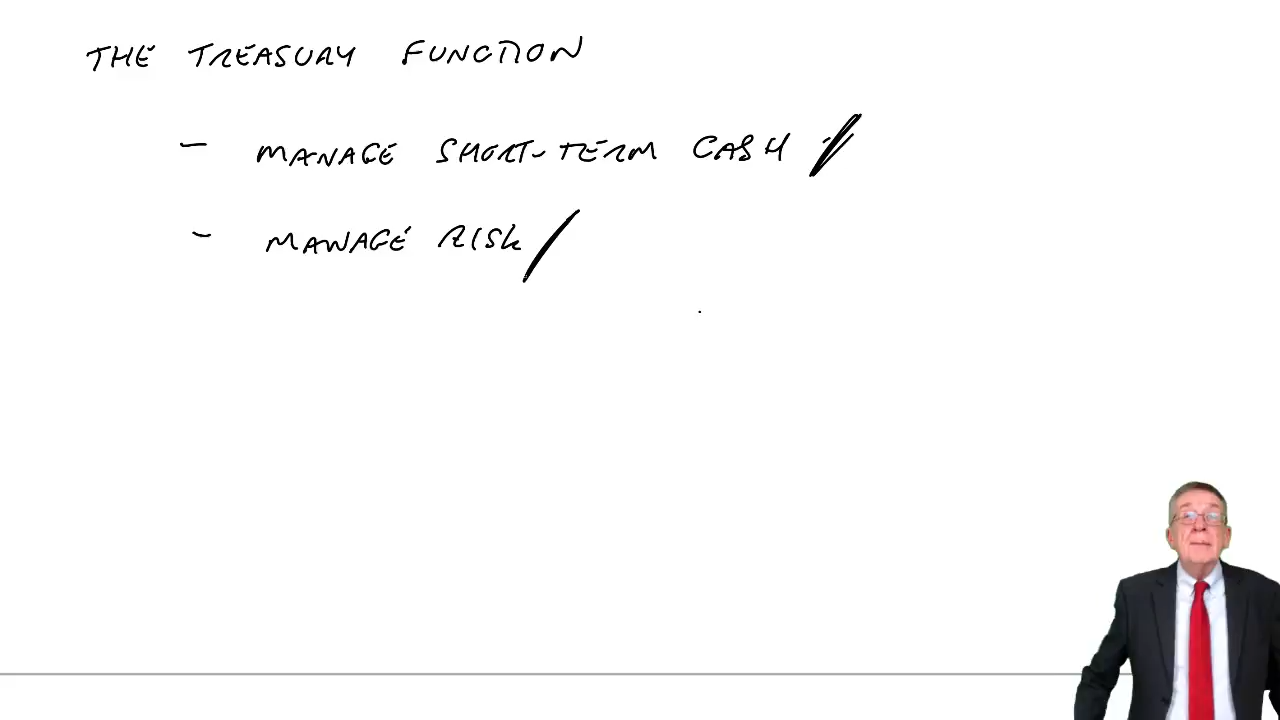 THE TREASURY FUNCTION
- MANAGE SHORT-TERM CASH
- MANAGE RISK